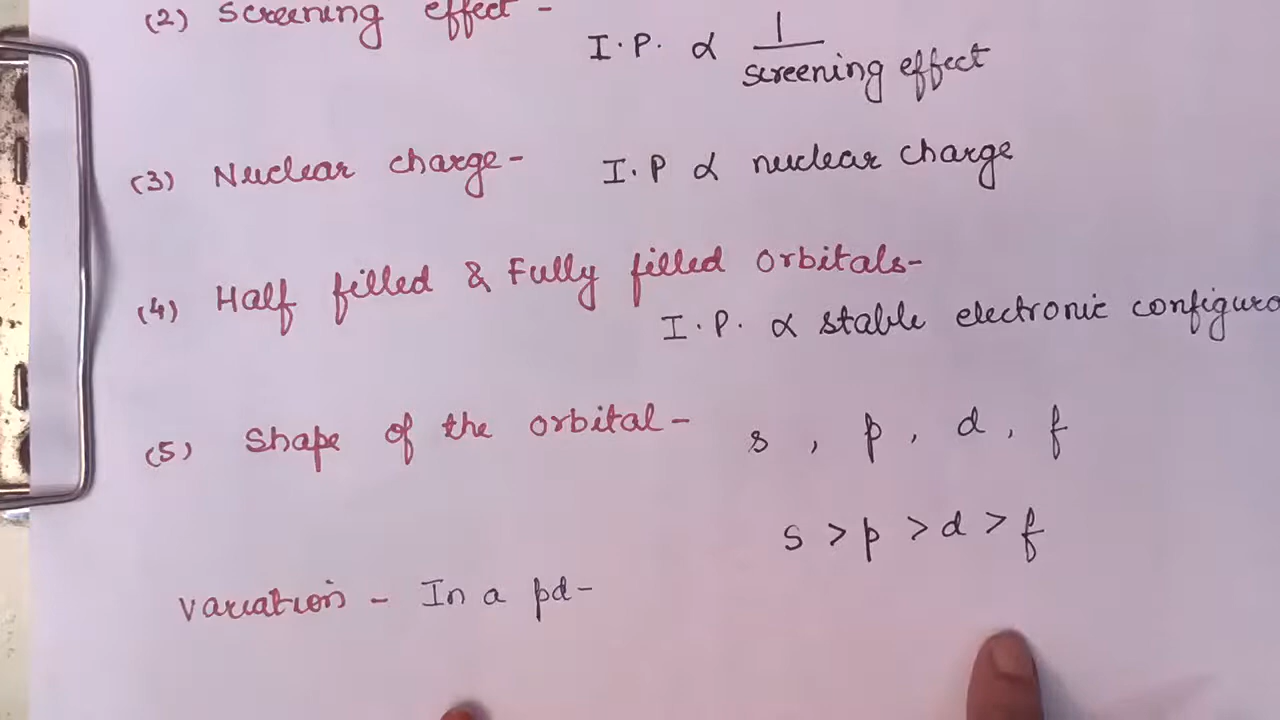 (2) Screening effect -
I.P. ∝ 1/screening effect
(3) Nuclear charge- I.P ∝ nuclear charge
(4) Half filled & Fully filled orbitals-
I.P. ∝ stable electronic configura
(5) Shape of the orbital- s, p, d, f
s > p > d > f
Variation - In a pd-